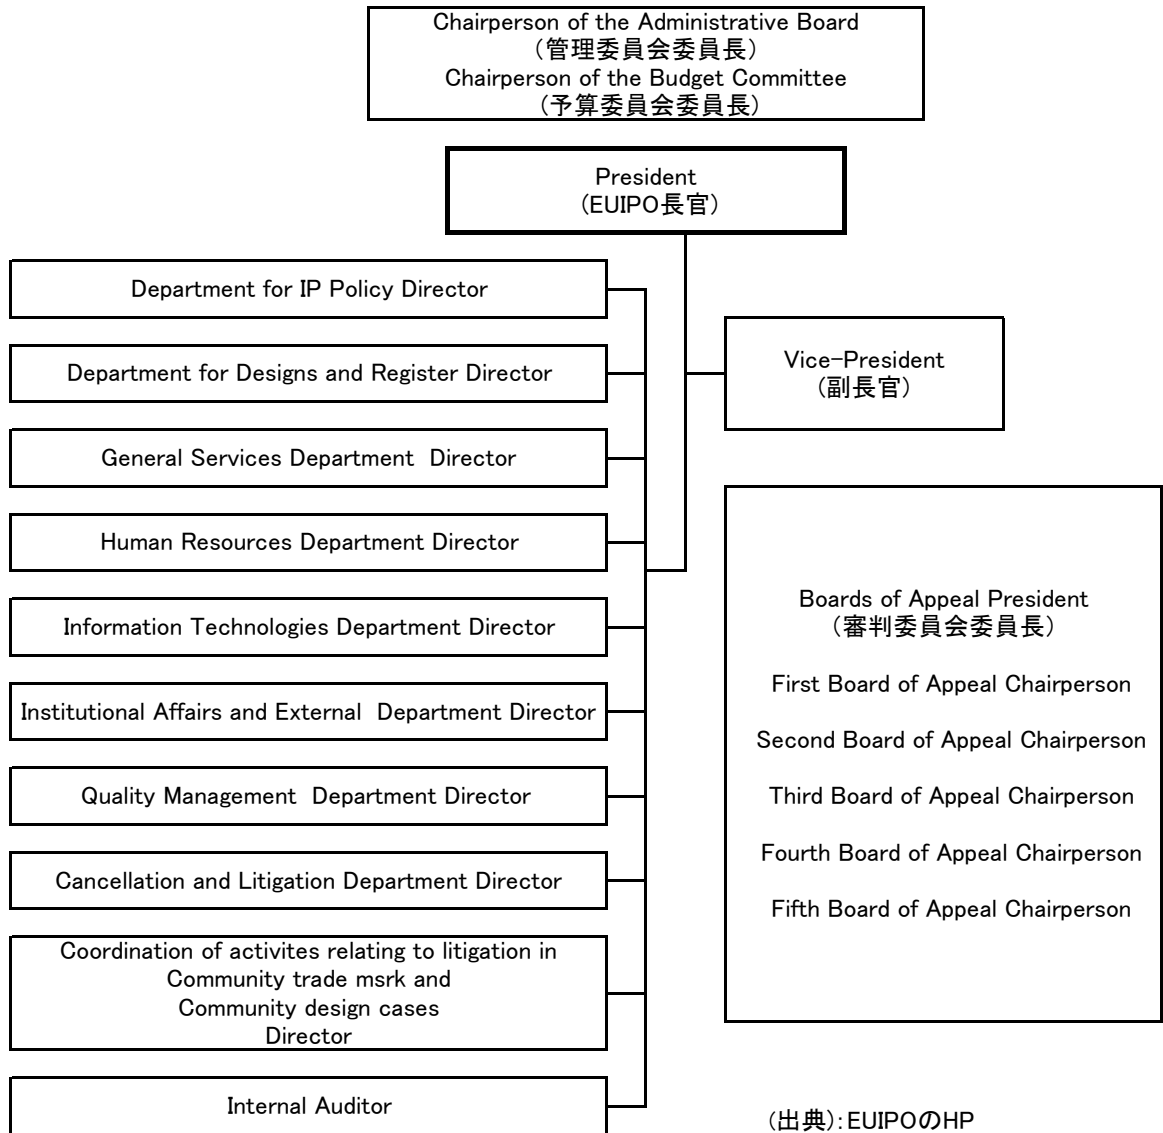 Chairperson of the Administrative Board
（管理委員会委員長）
Chairperson of the Budget Committee
（予算委員会委員長）
President
（EUIPO長官）
Department for IP Policy Director
Department for Designs and Register Director
General Services Department  Director
Human Resources Department Director
Information Technologies Department Director
Institutional Affairs and External  Department Director
Quality Management  Department Director
Cancellation and Litigation Department Director
Coordination of activites relating to litigation in
Community trade msrk and
Community design cases
Director
Internal Auditor
Vice-President
（副長官）
Boards of Appeal President
（審判委員会委員長）
First Board of Appeal Chairperson
Second Board of Appeal Chairperson
Third Board of Appeal Chairperson
Fourth Board of Appeal Chairperson
Fifth Board of Appeal Chairperson
（出典）：EUIPOのHP